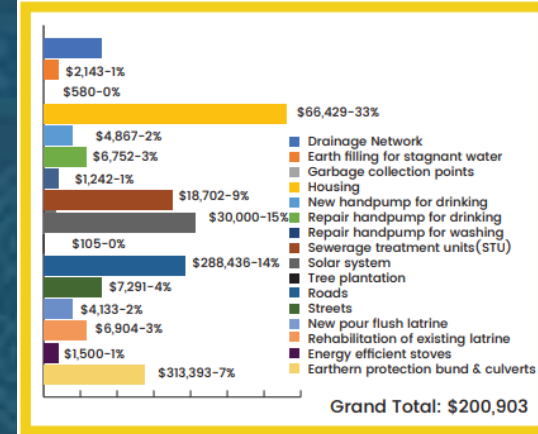 $2,143-1%
$580-0%
$66,429-33%
$4,867-2%
$6,752-3%
$1,242-1%
$18,702-9%
$30,000-15%
$105-0%
$288,436-14%
$7,291-4%
$4,133-2%
$6,904-3%
$1,500-1%
$313,393-7%
Drainage Network
Earth filling for stagnant water
Garbage collection points
Housing
New handpump for drinking
Repair handpump for drinking
Repair handpump for washing
Sewerage treatment units(STU)
Solar system
Tree plantation
Roads
Streets
New pour flush latrine
Rehabilitation of existing latrine
Energy efficient stoves
Earthern protection bund & culverts
Grand Total: $200,903